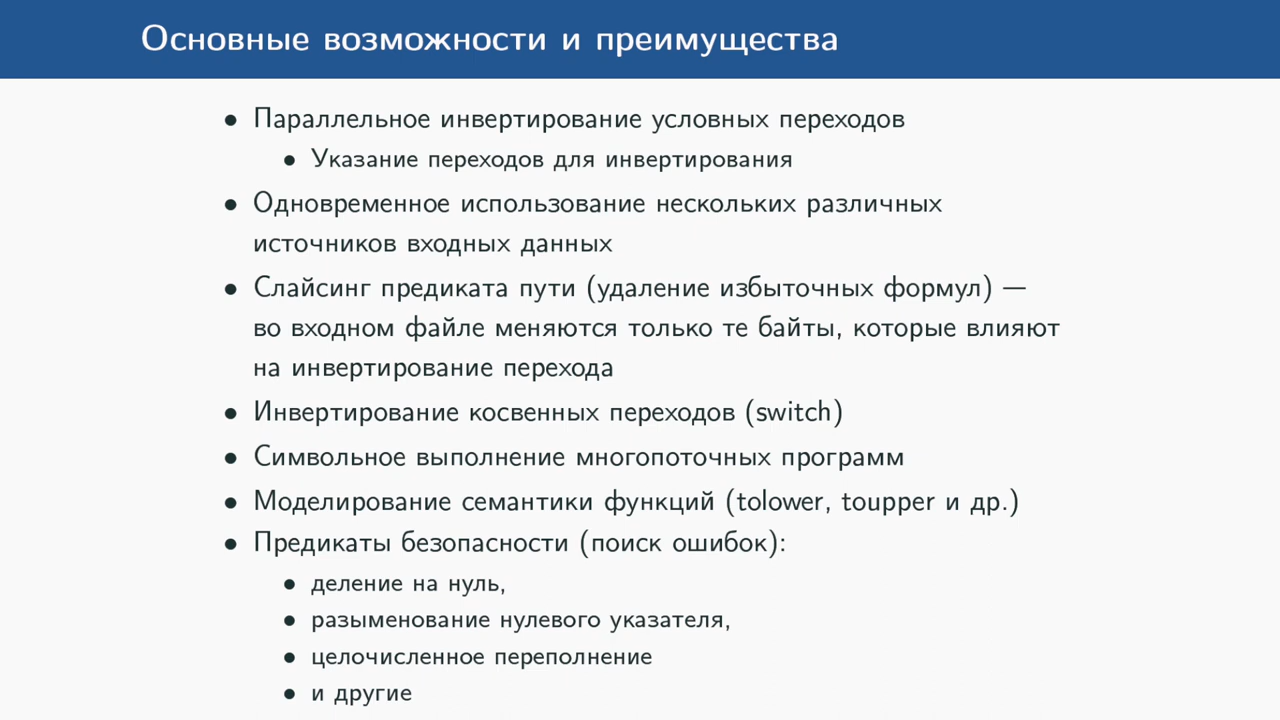 Основные возможности и преимущества
• Параллельное инвертирование условных переходов
• Указание переходов для инвертирования
• Одновременное использование нескольких различных
источников входных данных
• Слайсинг предиката пути (удаление избыточных формул) —
во входном файле меняются только те байты, которые влияют
на инвертирование перехода
• Инвертирование косвенных переходов (switch)
• Символьное выполнение многопоточных программ
• Моделирование семантики функций (tolower, toupper и др.)
• Предикаты безопасности (поиск ошибок):
• деление на нуль,
• разыменование нулевого указателя,
• целочисленное переполнение
• и другие